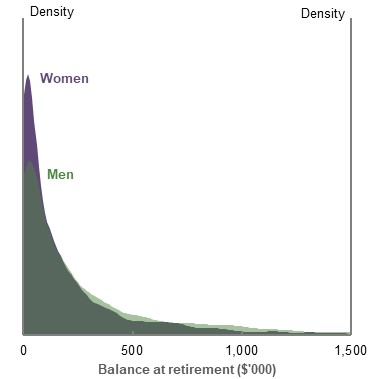 Density Density
Women
Men
0 500 1,000 1,500
Balance at retirement ($'000)